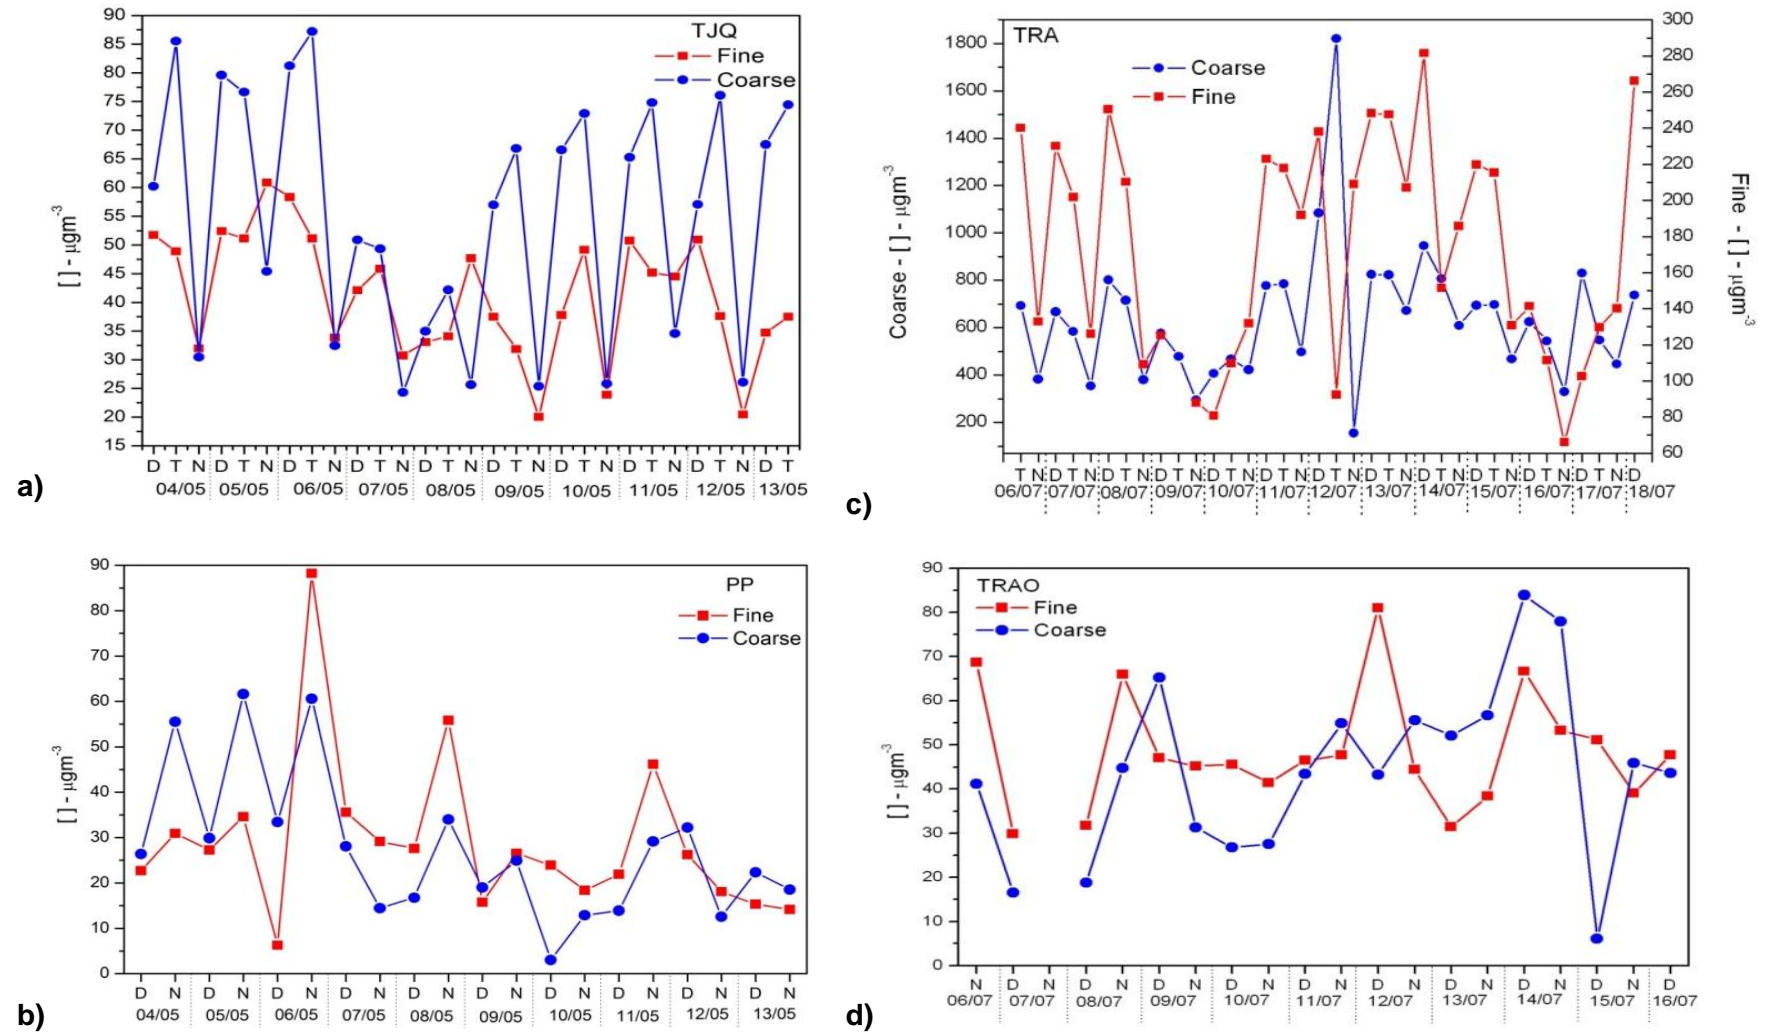 TJQ
Fine
Coarse
[ ] - µgm-3
90
85
80
75
70
65
60
55
50
45
40
35
30
25
20
15
D T N D T N D T N D T N D T N D T N D T N D T N D T N D T
04/05 05/05 06/05 07/05 08/05 09/05 10/05 11/05 12/05 13/05
a)
TRA
Coarse
Fine
Coarse - [ ] - µgm-3
1800
1600
1400
1200
1000
800
600
400
200
Fine - [ ] - µgm-3
300
280
260
240
220
200
180
160
140
120
100
80
60
T N D T N D T N D T N D T N D T N D T N D T N D T N D T N D T N D T N D
06/07 07/07 08/07 09/07 10/07 11/07 12/07 13/07 14/07 15/07 16/07 17/07 18/07
c)
PP
Fine
Coarse
[ ] - µgm-3
90
80
70
60
50
40
30
20
10
0
D N D N D N D N D N D N D N D N D N D N
04/05 05/05 06/05 07/05 08/05 09/05 10/05 11/05 12/05 13/05
b)
TRAO
Fine
Coarse
[ ] - µgm-3
90
80
70
60
50
40
30
20
10
0
N D N D N D N D N D N D N D N D N D N D
06/07 07/07 08/07 09/07 10/07 11/07 12/07 13/07 14/07 15/07 16/07
d)